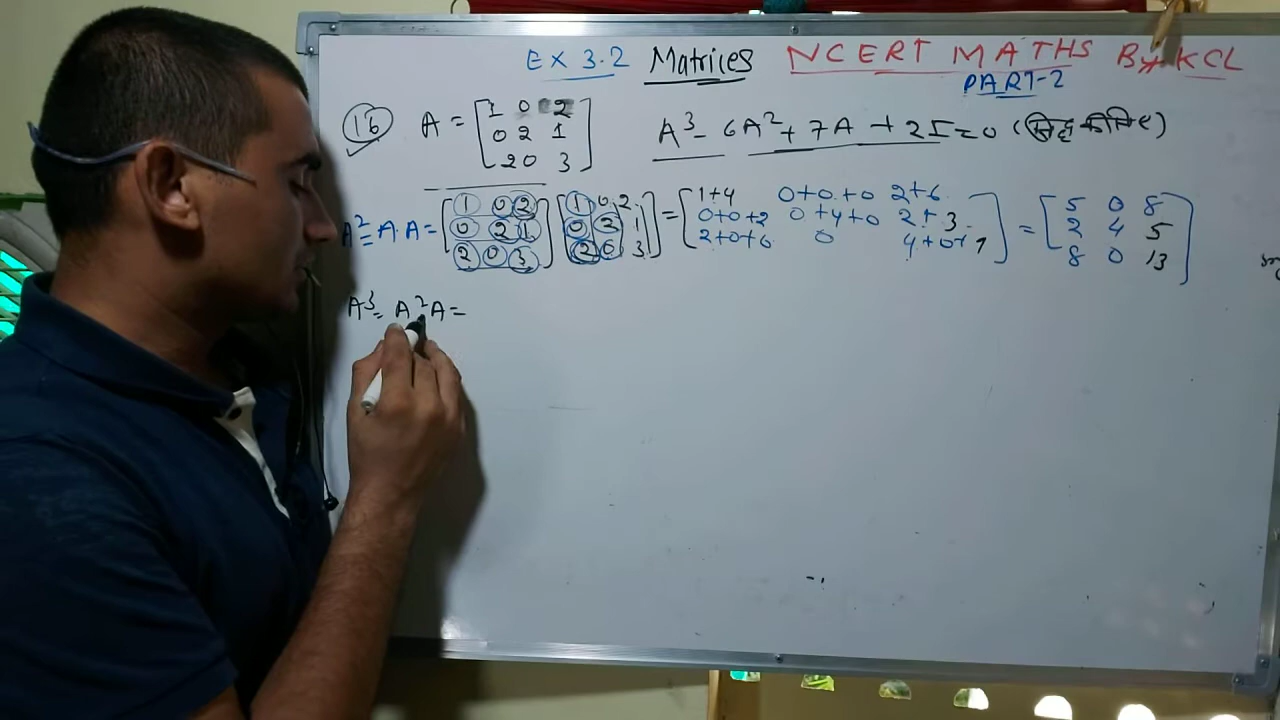 EX 3.2 Matrices NCERT MATHS By KCL
PART-2
16 A = [1 0 2
0 2 1
2 0 3]
A³ - 6A² + 7A + 2I = 0 (सिद्ध कीजिए)
A² = A.A = [1 0 2
0 2 1
2 0 3] [1 0 2
0 2 1
2 0 3] = [1+4 0+0+0 2+6
0+0+2 0+4+0 2+3
2+0+6 0 4+0+9] = [5 0 8
2 4 5
8 0 13]
A³ = A²A =